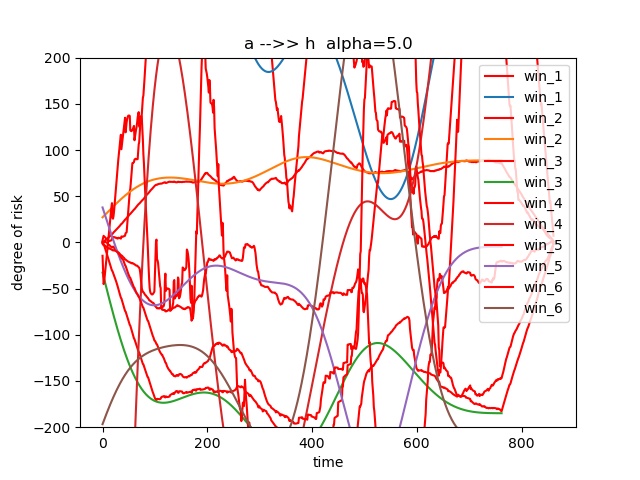 a -->> h  alpha=5.0
200
150
100
50
0
−50
−100
−150
−200
degree of risk
0
200
400
600
800
time
win_1
win_1
win_2
win_2
win_3
win_3
win_4
win_4
win_5
win_5
win_6
win_6